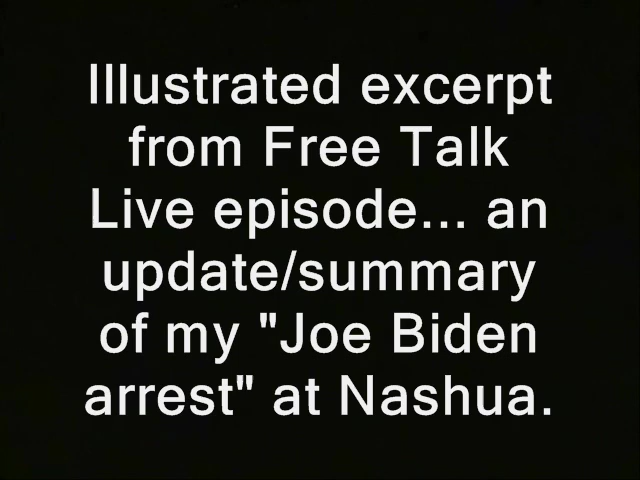 Illustrated excerpt
from Free Talk
Live episode... an
update/summary
of my "Joe Biden
arrest" at Nashua.